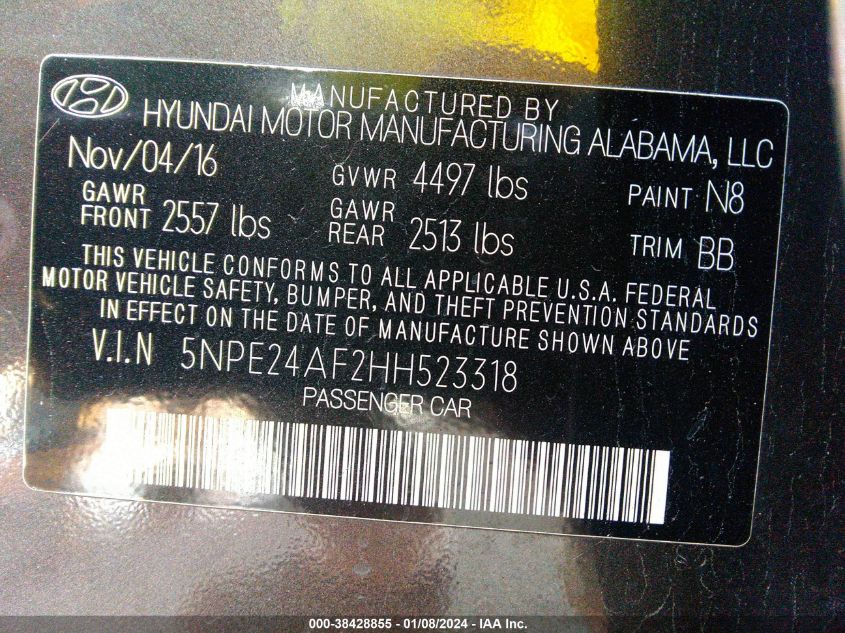 MANUFACTURED BY
HYUNDAI MOTOR MANUFACTURING ALABAMA, LLC
Nov/04/16 GVWR 4497 lbs PAINT N8
GAWR FRONT 2557 lbs GAWR REAR 2513 lbs TRIM BB
THIS VEHICLE CONFORMS TO ALL APPLICABLE U.S.A. FEDERAL
MOTOR VEHICLE SAFETY, BUMPER, AND THEFT PREVENTION STANDARDS
IN EFFECT ON THE DATE OF MANUFACTURE SHOWN ABOVE
V.I.N 5NPE24AF2HH523318
PASSENGER CAR
000-38428855 — 01/08/2024 — IAA Inc.